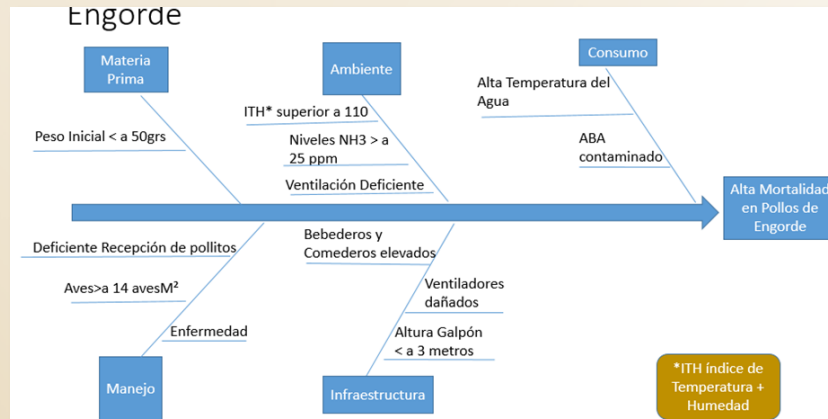 Engorde
Materia
Prima
Ambiente
Consumo
Peso Inicial < a 50grs
ITH* superior a 110
Niveles NH3 > a
25 ppm
Ventilación Deficiente
Alta Temperatura del
Agua
ABA
contaminado
Alta Mortalidad
en Pollos de
Engorde
Deficiente Recepción de pollitos
Aves>a 14 avesM²
Enfermedad
Bebederos y
Comederos elevados
Ventiladores
dañados
Altura Galpón
< a 3 metros
Manejo
Infraestructura
*ITH índice de
Temperatura +
Humedad